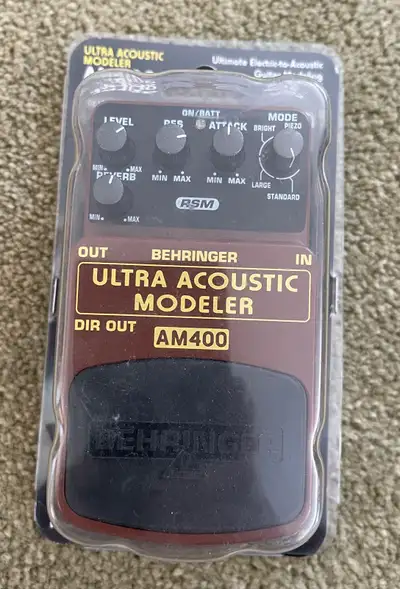 ULTRA ACOUSTIC
MODELER
Ultimate Electric-to-Acoustic
ON/BATT
LEVEL RES ATTACK MODE
BRIGHT PIEZO
MIN MAX MIN MAX MIN MAX
REVERB
LARGE
STANDARD
MIN MAX
RSM
OUT BEHRINGER IN
ULTRA ACOUSTIC
MODELER
DIR OUT AM400
BEHRINGER